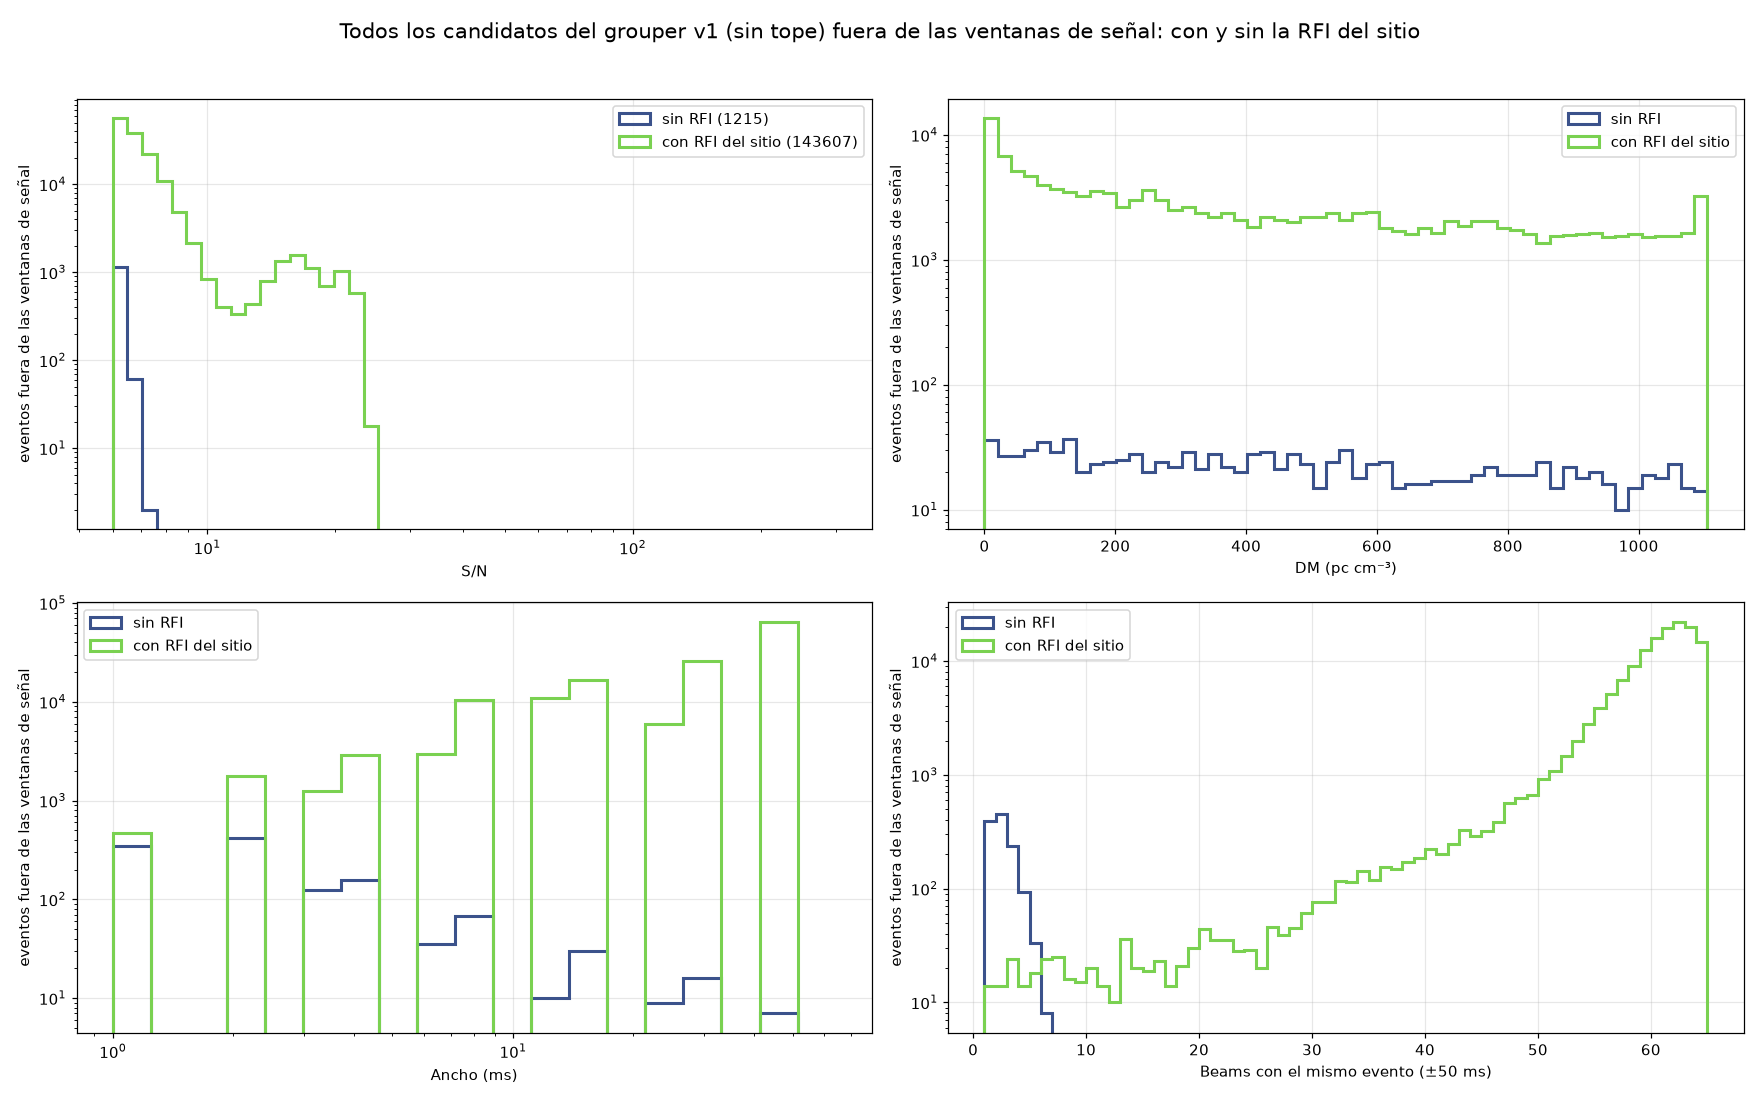 Todos los candidatos del grouper v1 (sin tope) fuera de las ventanas de señal: con y sin la RFI del sitio
eventos fuera de las ventanas de señal
10⁴
10³
10²
10¹
sin RFI (1215)
con RFI del sitio (143607)
10¹
10²
S/N
eventos fuera de las ventanas de señal
10⁴
10³
10²
10¹
sin RFI
con RFI del sitio
0
200
400
600
800
1000
DM (pc cm⁻³)
eventos fuera de las ventanas de señal
10⁵
10⁴
10³
10²
10¹
sin RFI
con RFI del sitio
10⁰
10¹
Ancho (ms)
eventos fuera de las ventanas de señal
10⁴
10³
10²
10¹
sin RFI
con RFI del sitio
0
10
20
30
40
50
60
Beams con el mismo evento (±50 ms)